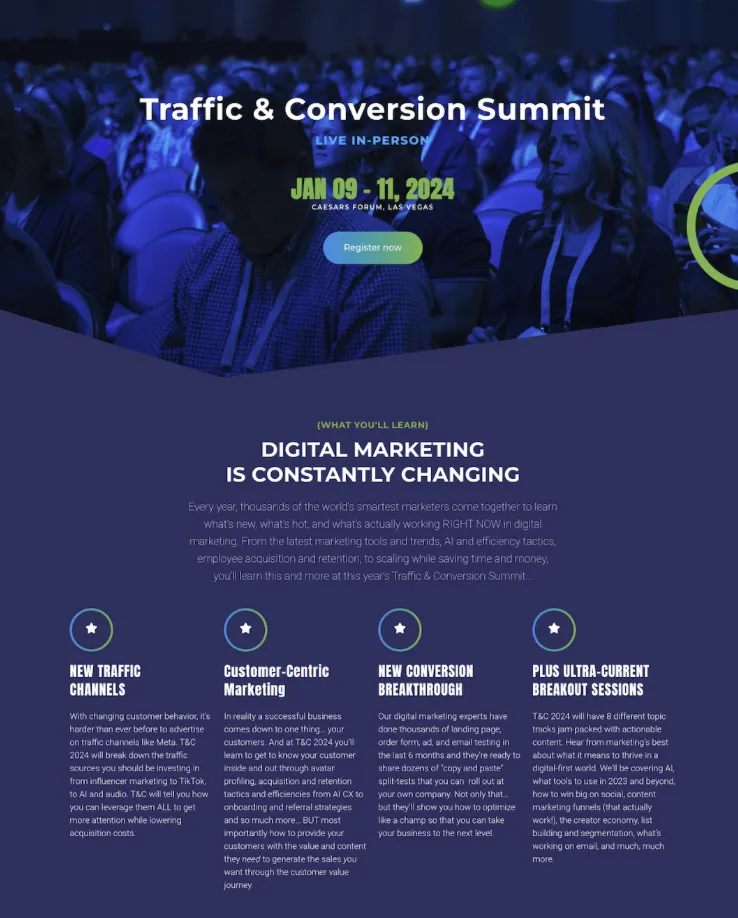 Traffic & Conversion Summit
LIVE IN-PERSON
JAN 09 - 11, 2024
CAESARS FORUM, LAS VEGAS
Register now
{WHAT YOU'LL LEARN}
DIGITAL MARKETING
IS CONSTANTLY CHANGING
Every year, thousands of the world's smartest marketers come together to learn
what's new, what's hot, and what's actually working RIGHT NOW in digital
marketing. From the latest marketing tools and trends, AI and efficiency tactics,
employee acquisition and retention, to scaling while saving time and money,
you'll learn this and more at this year's Traffic & Conversion Summit...
NEW TRAFFIC
CHANNELS
With changing customer behavior, it's
harder than ever before to advertise
on traffic channels like Meta. T&C
2024 will break down the traffic
sources you should be investing in
from influencer marketing to TikTok,
to AI and audio. T&C will tell you how
you can leverage them ALL to get
more attention while lowering
acquisition costs.
Customer-Centric
Marketing
In reality a successful business
comes down to one thing... your
customers. And at T&C 2024 you'll
learn to get to know your customer
inside and out through avatar
profiling, acquisition and retention
tactics and efficiencies from AI CX to
onboarding and referral strategies
and so much more... BUT most
importantly how to provide your
customers with the value and content
they need to generate the sales you
want through the customer value
journey.
NEW CONVERSION
BREAKTHROUGH
Our digital marketing experts have
done thousands of landing page,
order form, ad, and email testing in
the last 6 months and they're ready to
share dozens of "copy and paste"
split-tests that you can roll out at
your own company. Not only that...
but they'll show you how to optimize
like a champ so that you can take
your business to the next level.
PLUS ULTRA-CURRENT
BREAKOUT SESSIONS
T&C 2024 will have 8 different topic
tracks jam-packed with actionable
content. Hear from marketing's best
about what it means to thrive in a
digital-first world. We'll be covering AI,
what tools to use in 2023 and beyond,
how to win big on social, content
marketing funnels (that actually
work!), the creator economy, list
building and segmentation, what's
working on email, and much, much
more.